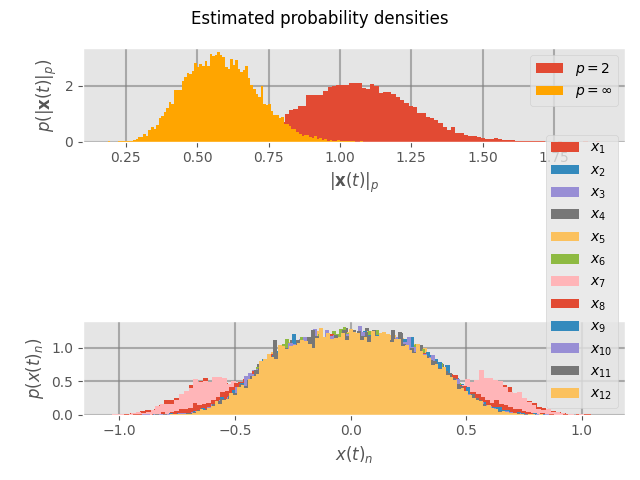 Estimated probability densities
p(|x(t)|_p)
2
0
p = 2
p = ∞
0.25 0.50 0.75 1.00 1.25 1.50 1.75
|x(t)|_p
x_1
x_2
x_3
x_4
x_5
x_6
x_7
x_8
x_9
x_10
x_11
x_12
p(x(t)_n)
1.0
0.5
0.0
−1.0 −0.5 0.0 0.5 1.0
x(t)_n